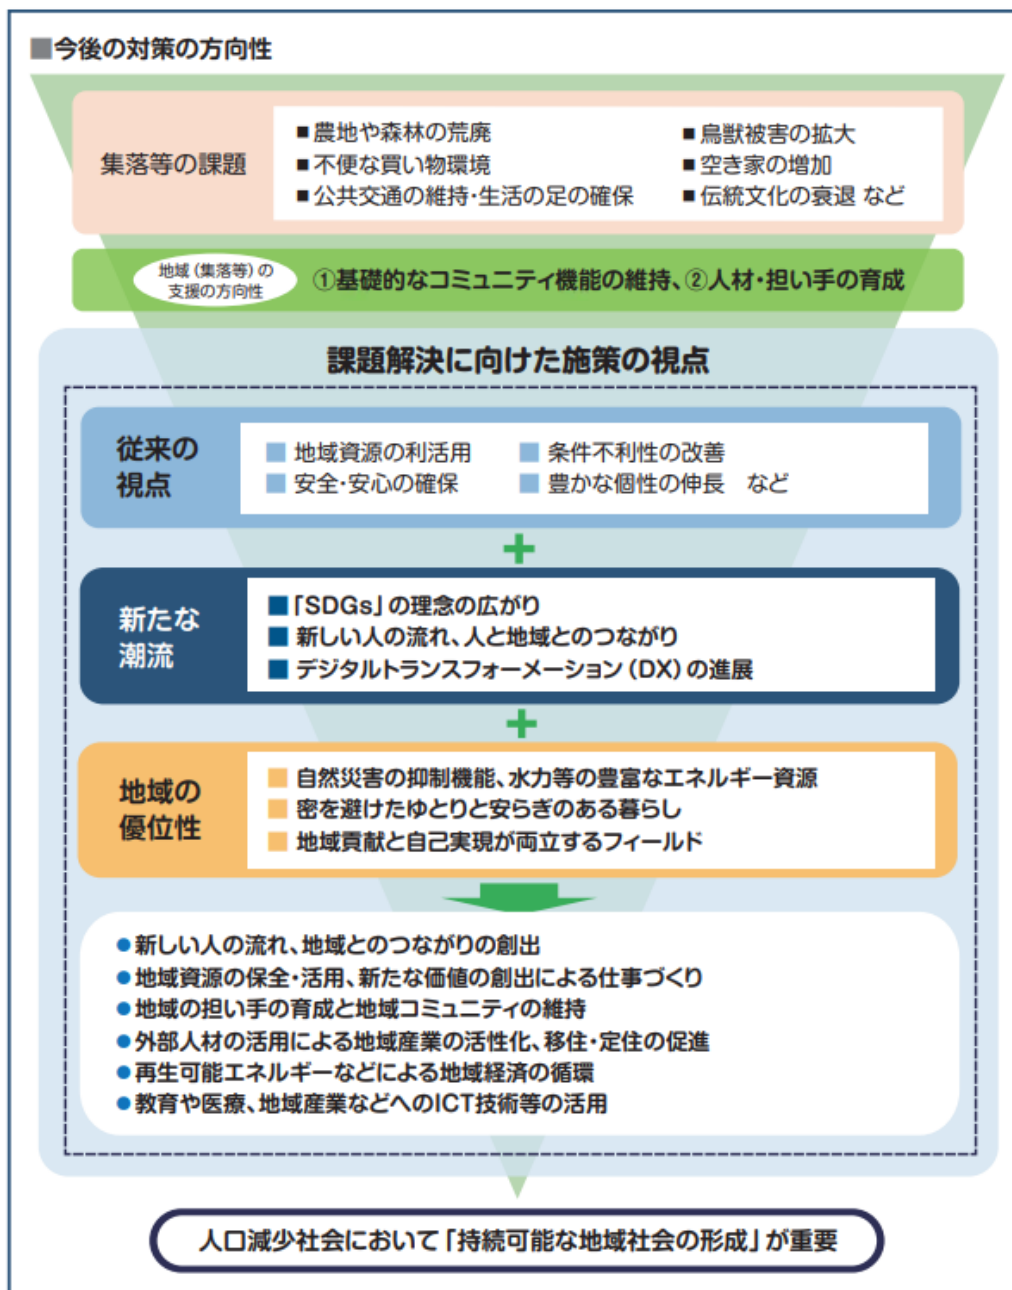 ■今後の対策の方向性
集落等の課題
■農地や森林の荒廃
■不便な買い物環境
■公共交通の維持・生活の足の確保
■鳥獣被害の拡大
■空き家の増加
■伝統文化の衰退 など
地域（集落等）の
支援の方向性
①基礎的なコミュニティ機能の維持、②人材・担い手の育成
課題解決に向けた施策の視点
従来の
視点
■ 地域資源の利活用
■ 安全・安心の確保
■ 条件不利性の改善
■ 豊かな個性の伸長　など
+
新たな
潮流
■「SDGs」の理念の広がり
■ 新しい人の流れ、人と地域とのつながり
■ デジタルトランスフォーメーション（DX）の進展
+
地域の
優位性
■ 自然災害の抑制機能、水力等の豊富なエネルギー資源
■ 密を避けたゆとりと安らぎのある暮らし
■ 地域貢献と自己実現が両立するフィールド
●新しい人の流れ、地域とのつながりの創出
●地域資源の保全・活用、新たな価値の創出による仕事づくり
●地域の担い手の育成と地域コミュニティの維持
●外部人材の活用による地域産業の活性化、移住・定住の促進
●再生可能エネルギーなどによる地域経済の循環
●教育や医療、地域産業などへのICT技術等の活用
人口減少社会において「持続可能な地域社会の形成」が重要